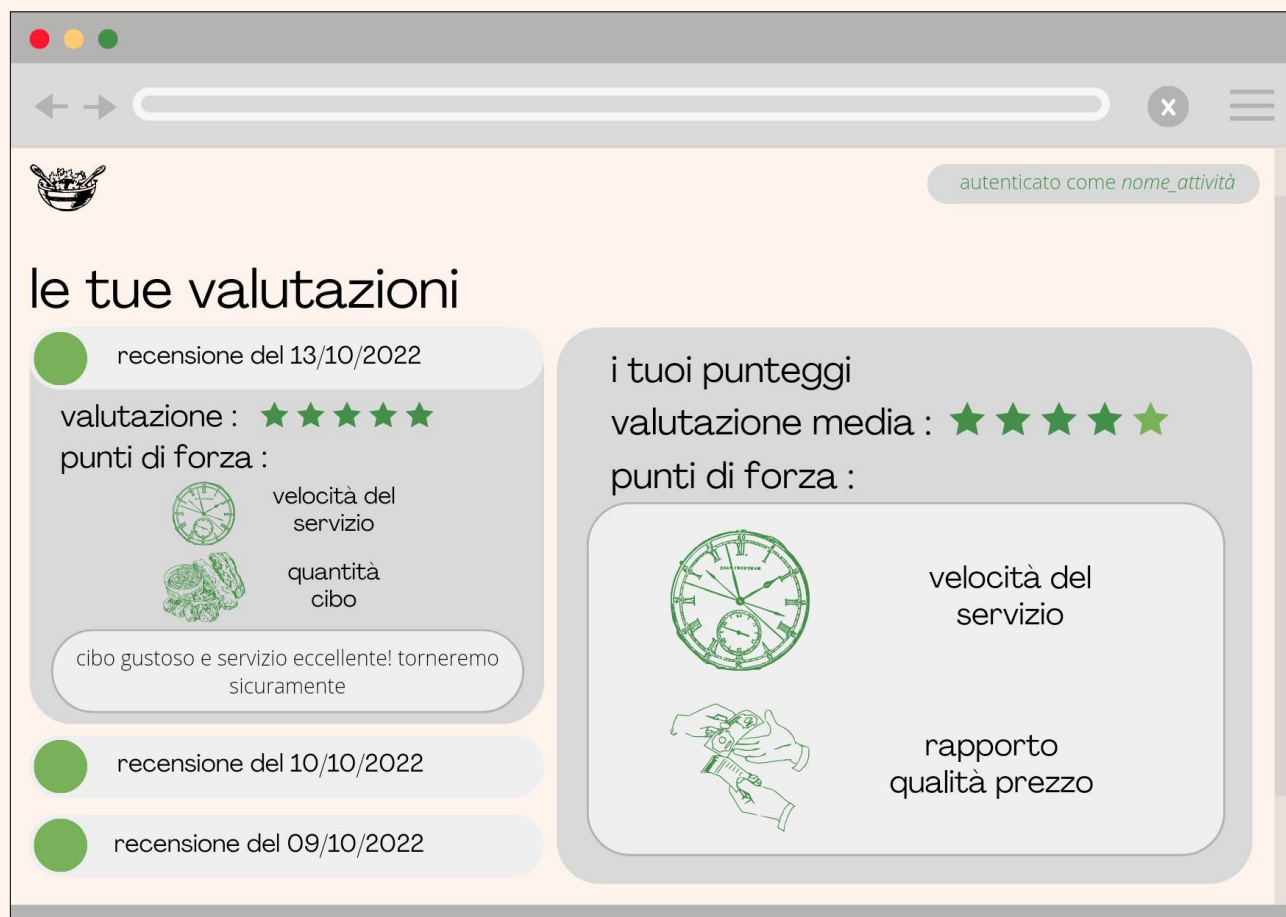 x
autenticato come nome_attività
le tue valutazioni
recensione del 13/10/2022
valutazione :
punti di forza :
velocità del
servizio
quantità
cibo
cibo gustoso e servizio eccellente! torneremo
sicuramente
recensione del 10/10/2022
recensione del 09/10/2022
i tuoi punteggi
valutazione media :
punti di forza :
velocità del
servizio
rapporto
qualità prezzo